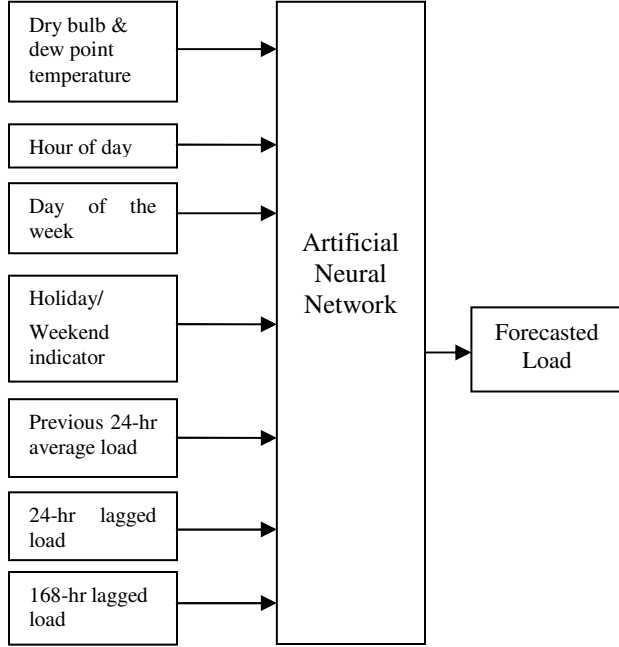 Dry bulb &
dew point
temperature
Hour of day
Day of the
week
Holiday/
Weekend
indicator
Previous 24-hr
average load
24-hr lagged
load
168-hr lagged
load
Artificial
Neural
Network
Forecasted
Load